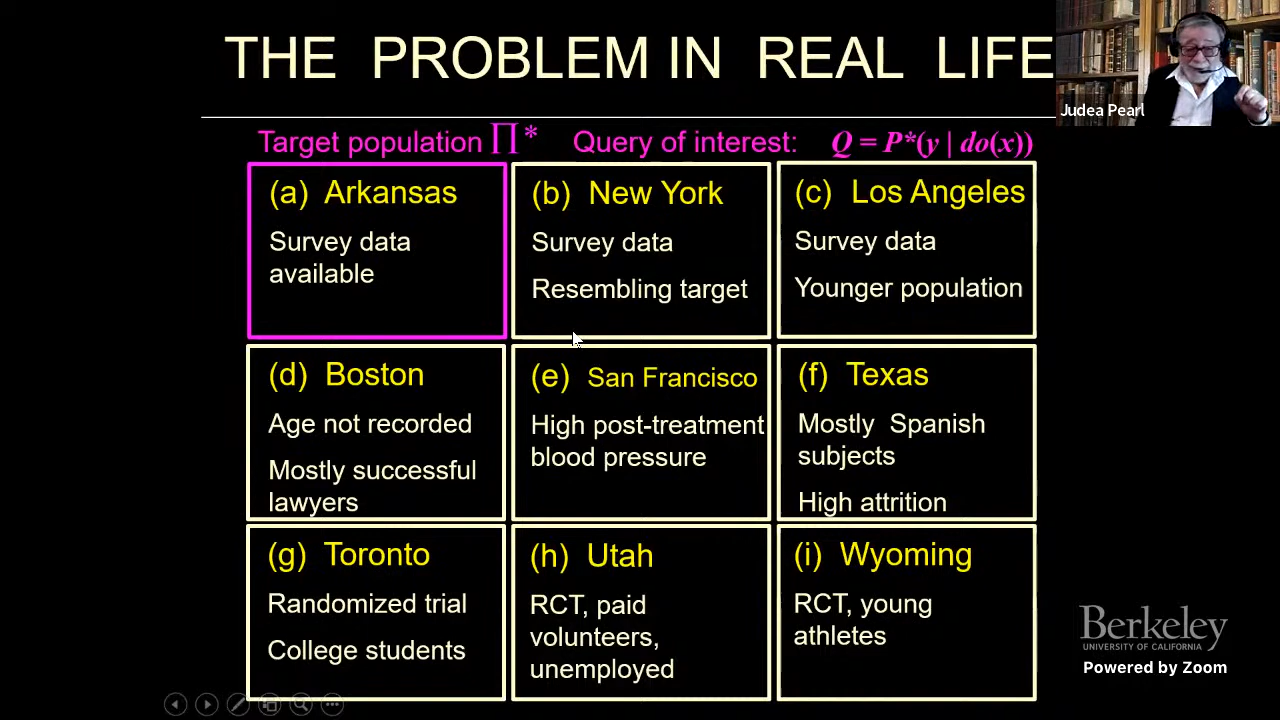 THE PROBLEM IN REAL LIFE
Judea Pearl
Target population ∏* Query of interest: Q = P*(y | do(x))
(a) Arkansas
Survey data
available
(b) New York
Survey data
Resembling target
(c) Los Angeles
Survey data
Younger population
(d) Boston
Age not recorded
Mostly successful
lawyers
(e) San Francisco
High post-treatment
blood pressure
(f) Texas
Mostly Spanish
subjects
High attrition
(g) Toronto
Randomized trial
College students
(h) Utah
RCT, paid
volunteers,
unemployed
(i) Wyoming
RCT, young
athletes
Berkeley
UNIVERSITY OF CALIFORNIA
Powered by Zoom